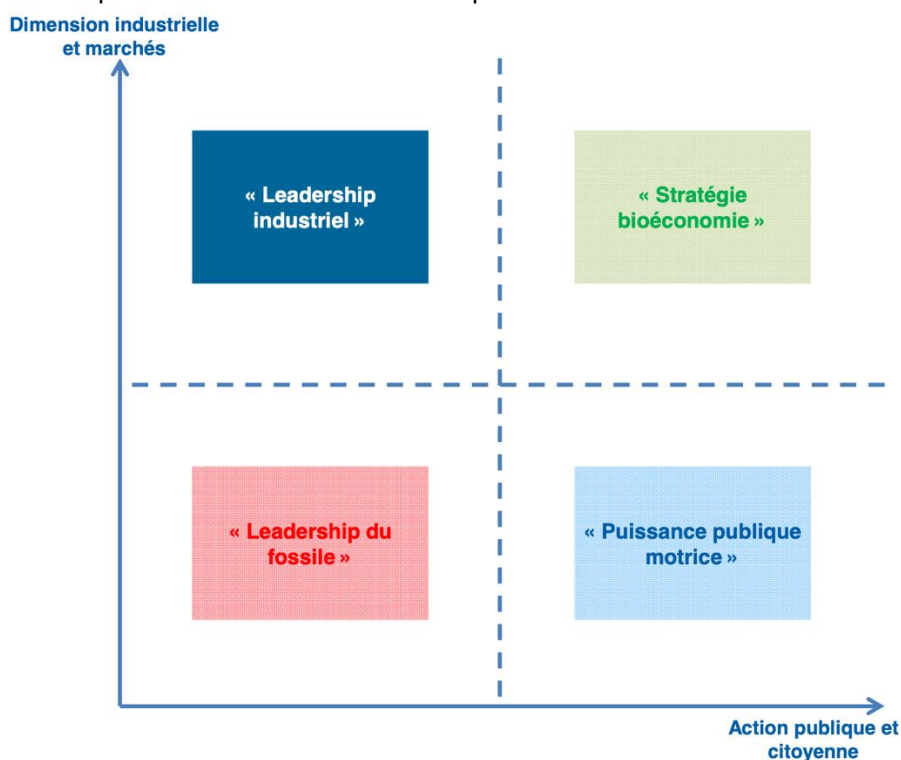 Dimension industrielle
et marchés
« Leadership
industriel »
« Stratégie
bioéconomie »
« Leadership du
fossile »
« Puissance publique
motrice »
Action publique et
citoyenne